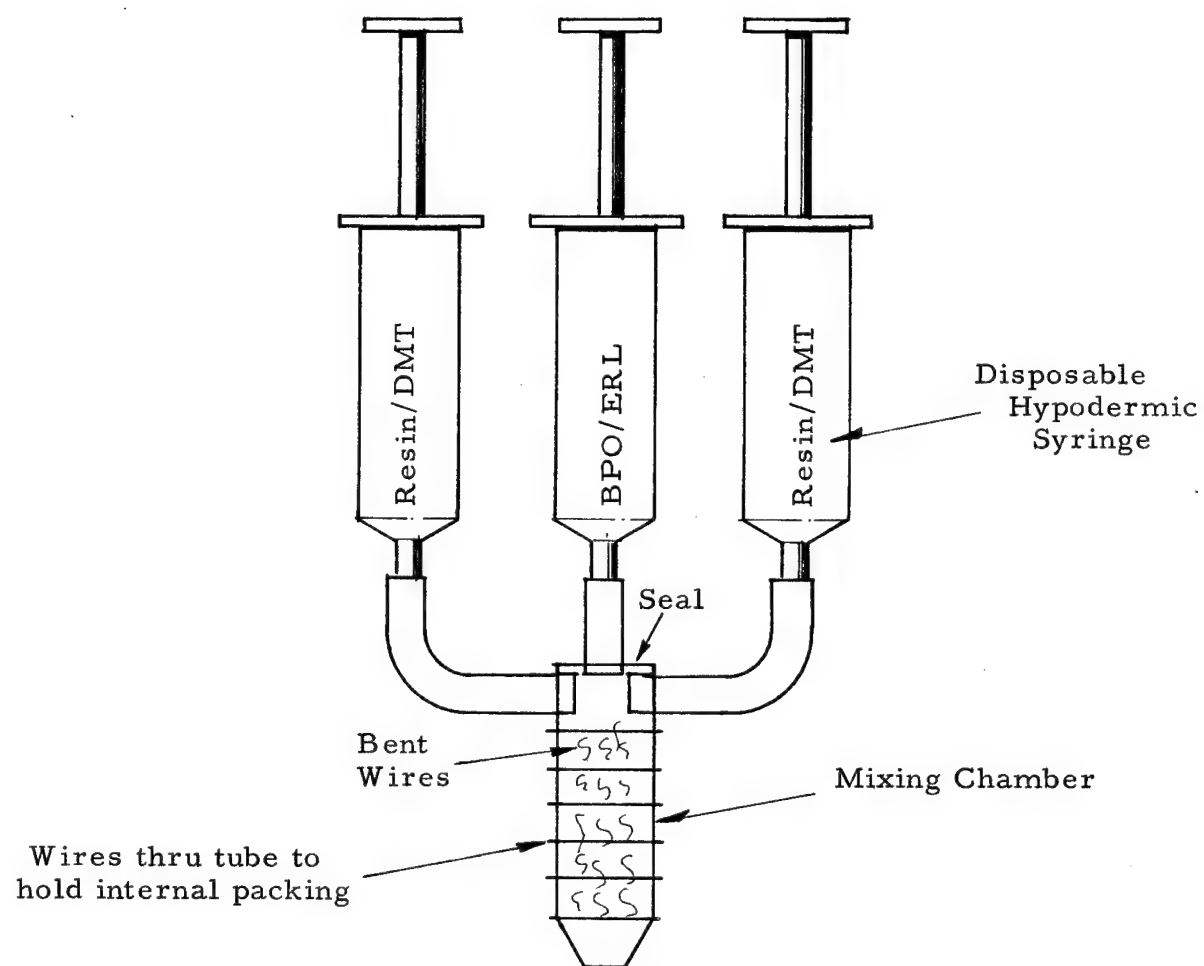 Resin/DMT
BPO/ERL
Resin/DMT
Disposable
Hypodermic
Syringe
Seal
Bent
Wires
Mixing Chamber
Wires thru tube to
hold internal packing